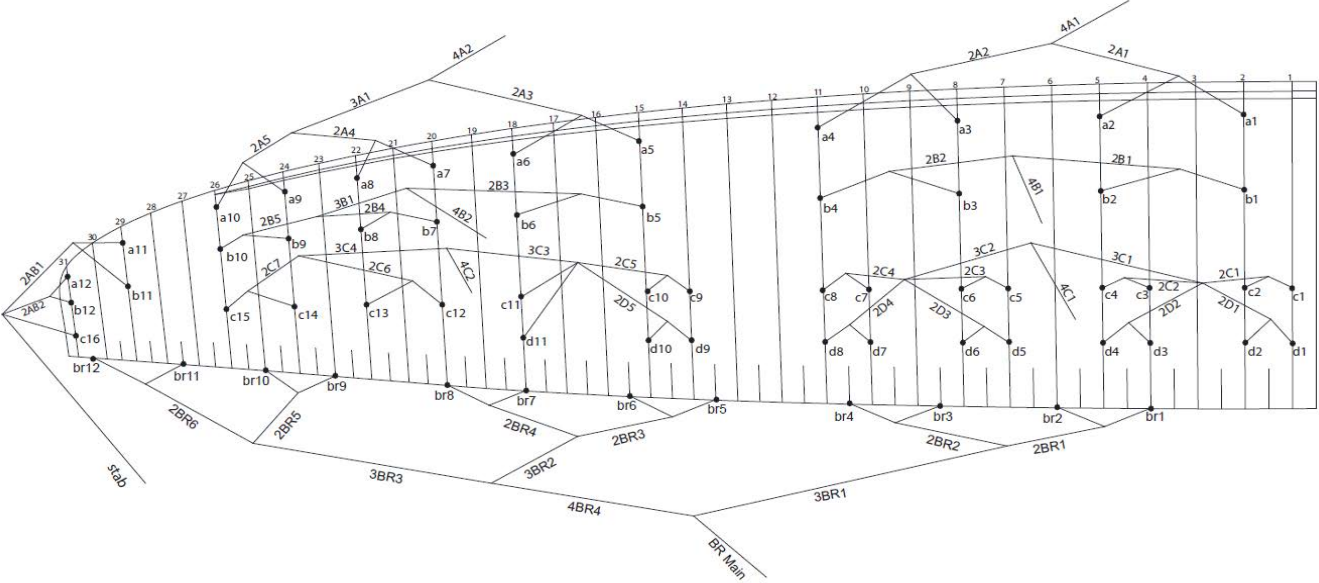 4A1
4A2
2A2
2A1
3A1
2A3
2A5
2A4
1
2
3
4
5
6
7
8
9
10
11
12
13
14
15
16
17
18
19
20
21
22
23
24
25
26
27
28
29
30
31
a1
a2
a3
a4
a5
a6
a7
a8
a9
a10
a11
a12
2B2
2B1
4B1
2B3
3B1
2B4
2B5
4B2
b1
b2
b3
b4
b5
b6
b7
b8
b9
b10
b11
b12
2AB1
2AB2
3C2
3C1
4C1
3C3
3C4
4C2
2C1
2C2
2C3
2C4
2C5
2C6
2C7
c1
c2
c3
c4
c5
c6
c7
c8
c9
c10
c11
c12
c13
c14
c15
c16
2D1
2D2
2D3
2D4
2D5
d1
d2
d3
d4
d5
d6
d7
d8
d9
d10
d11
br12
br11
br10
br9
br8
br7
br6
br5
br4
br3
br2
br1
2BR6
2BR5
2BR4
2BR3
2BR2
2BR1
3BR3
3BR2
3BR1
4BR4
stab
BR Main